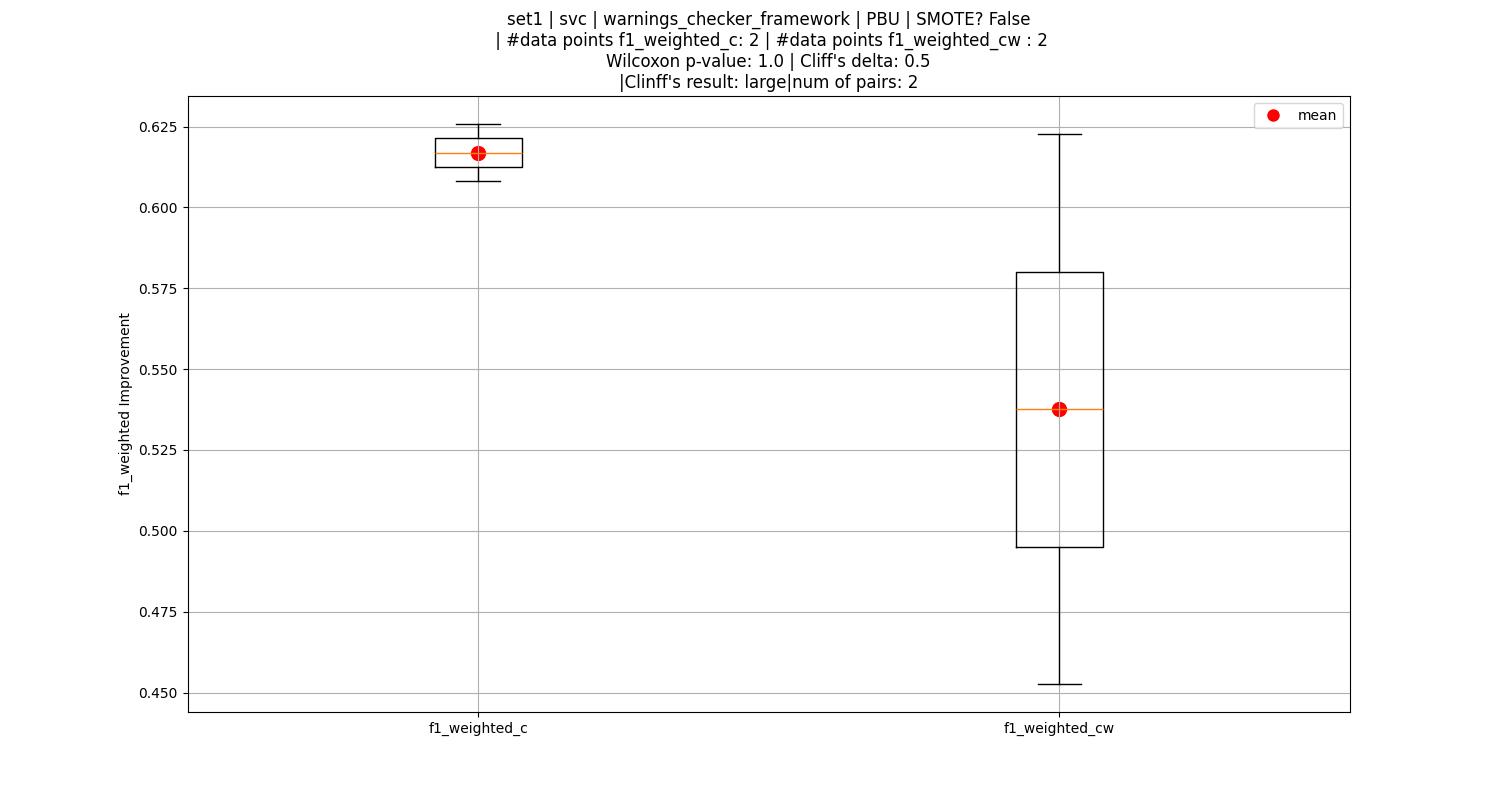 set1 | svc | warnings_checker_framework | PBU | SMOTE? False
| #data points f1_weighted_c: 2 | #data points f1_weighted_cw : 2
Wilcoxon p-value: 1.0 | Cliff's delta: 0.5
|Clinff's result: large|num of pairs: 2
mean
0.625
0.600
0.575
0.550
0.525
0.500
0.475
0.450
f1_weighted Improvement
f1_weighted_c
f1_weighted_cw